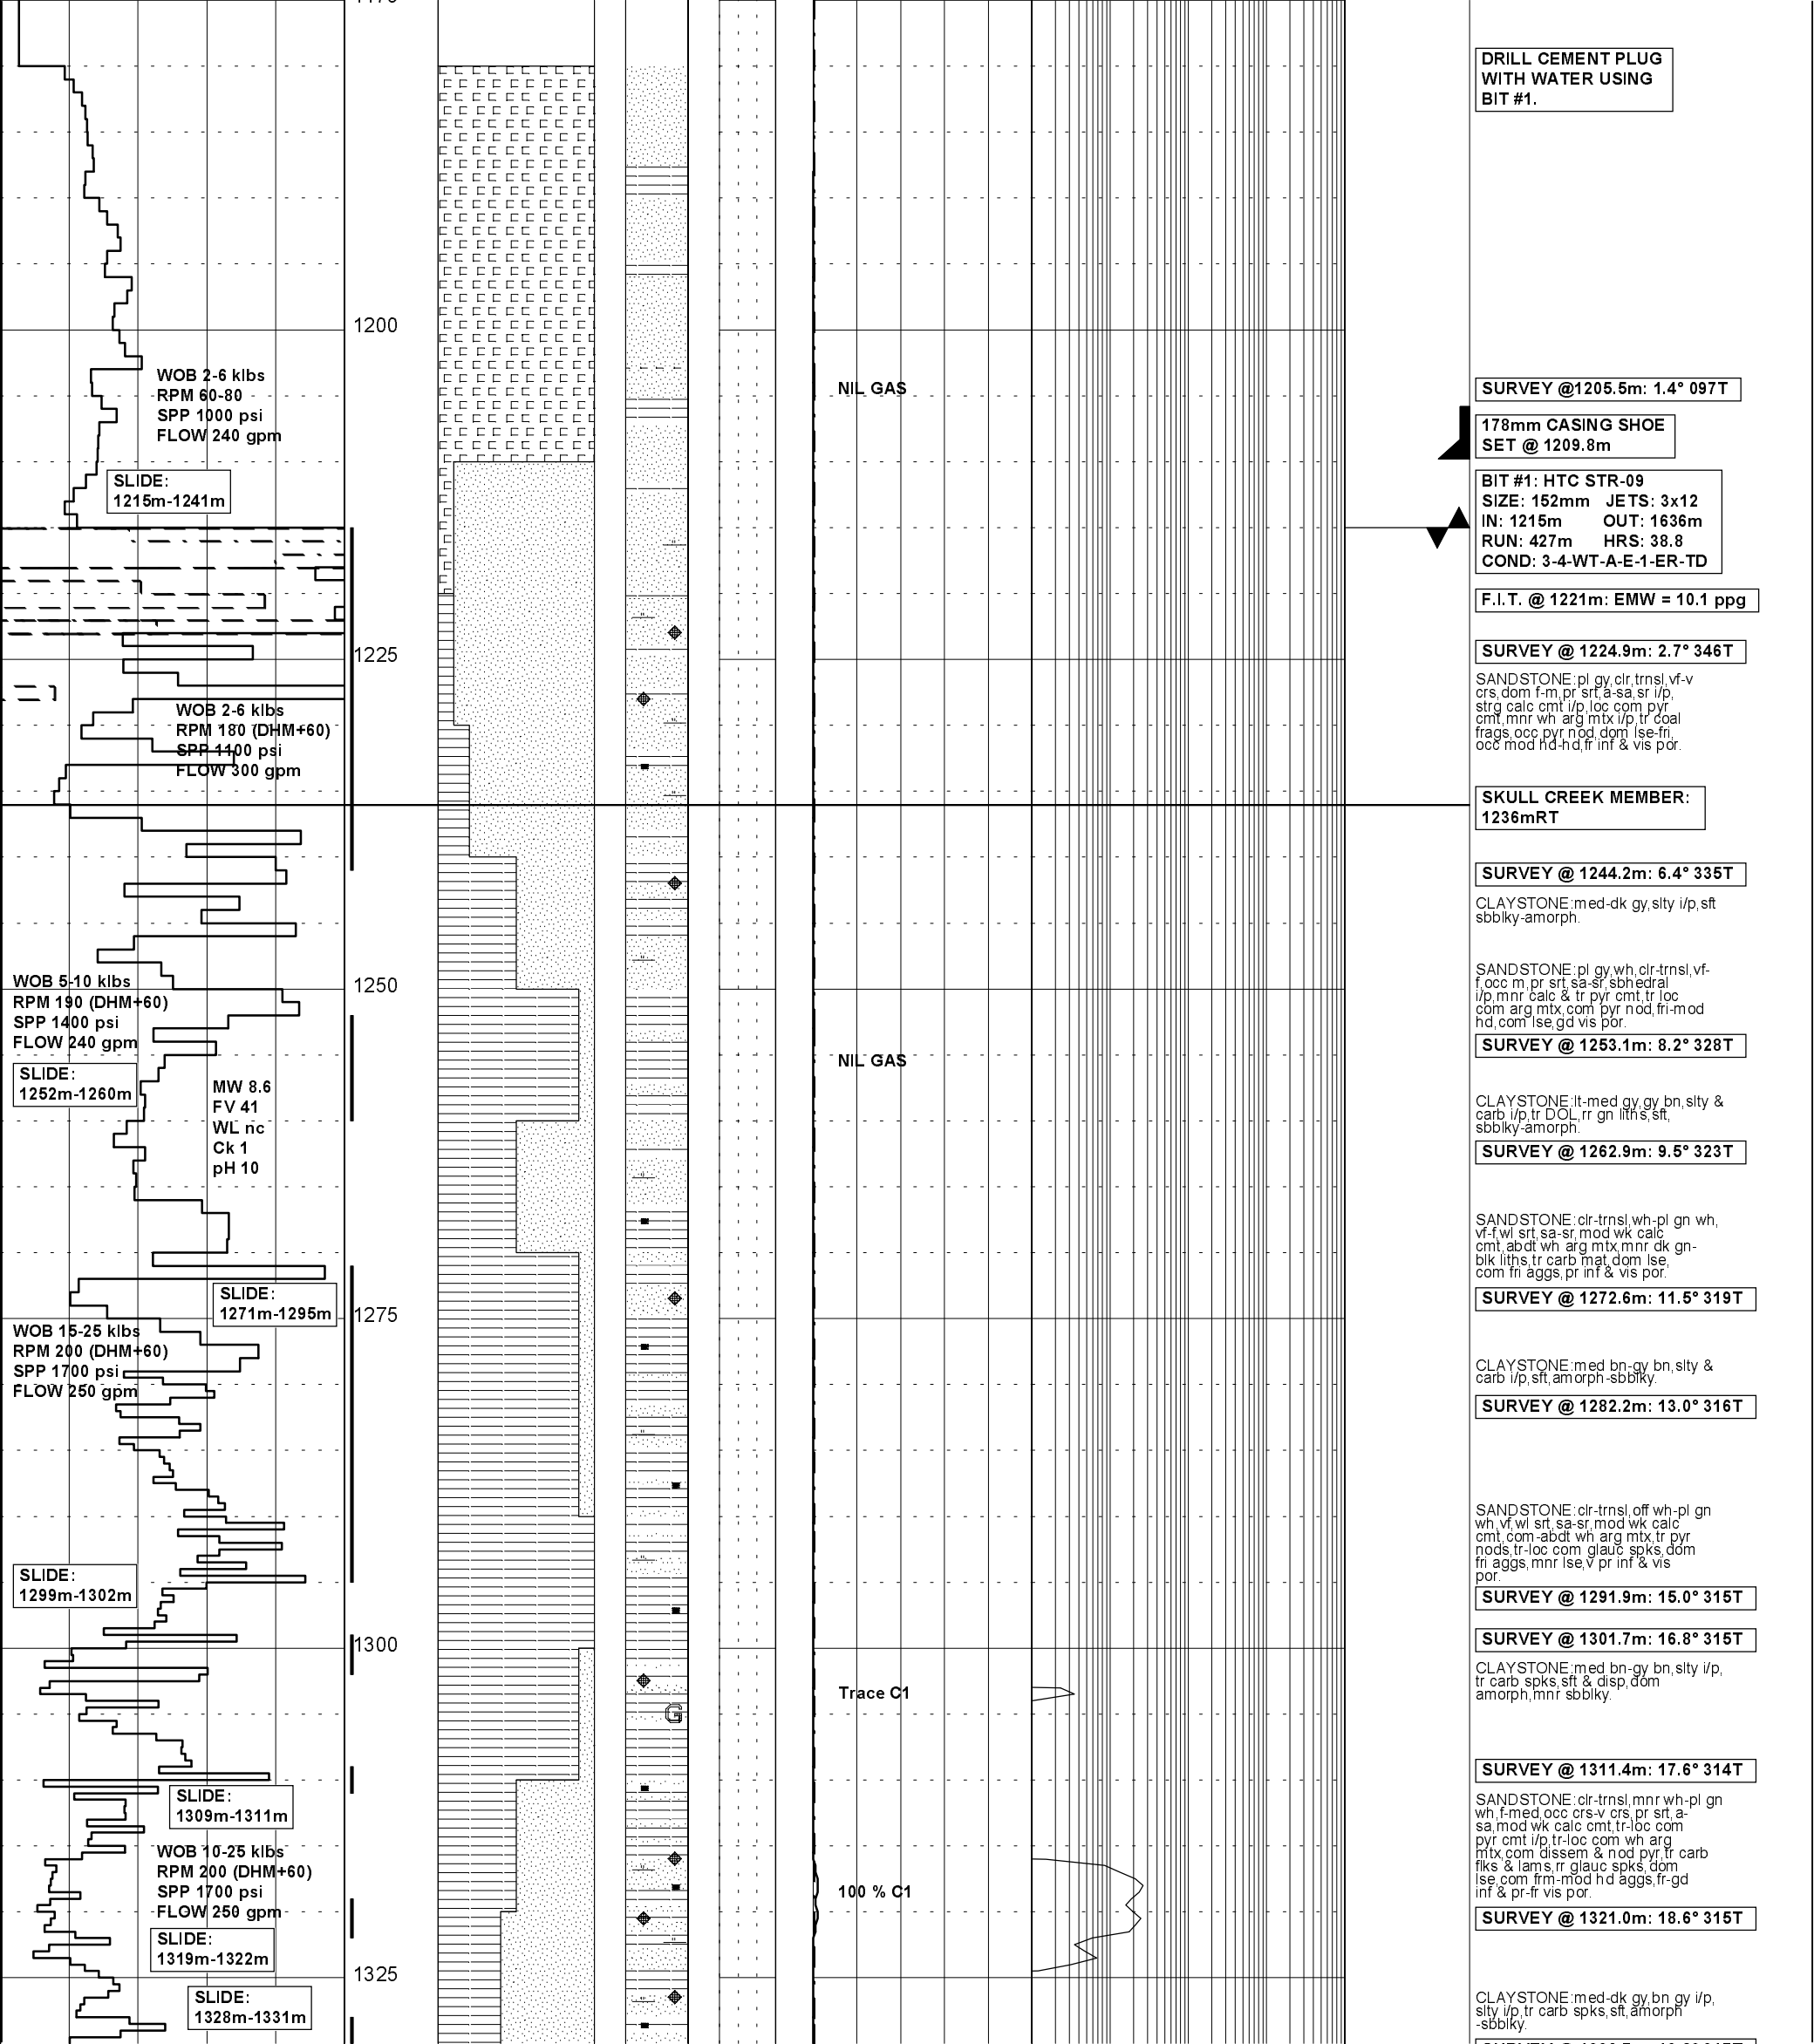 DRILL CEMENT PLUG
WITH WATER USING
BIT #1.
1200
WOB 2-6 klbs
RPM 60-80
SPP 1000 psi
FLOW 240 gpm
NIL GAS
SURVEY @1205.5m: 1.4° 097T
178mm CASING SHOE
SET @ 1209.8m
SLIDE:
1215m-1241m
BIT #1: HTC STR-09
SIZE: 152mm JETS: 3x12
IN: 1215m OUT: 1636m
RUN: 427m HRS: 38.8
COND: 3-4-WT-A-E-1-ER-TD
F.I.T. @ 1221m: EMW = 10.1 ppg
1225
SURVEY @ 1224.9m: 2.7° 346T
SANDSTONE:pl gy,clr,trnsl,vf-v
crs,dom f-m,pr srt,a-sa,sr i/p,
strg calc cmt i/p,loc com pyr
cmt,mnr wh arg mtx i/p,tr coal
frags,occ pyr nod,dom lse-fri,
occ mod hd-hd,fr inf & vis por.
WOB 2-6 klbs
RPM 180 (DHM+60)
SPP 1100 psi
FLOW 300 gpm
SKULL CREEK MEMBER:
1236mRT
SURVEY @ 1244.2m: 6.4° 335T
CLAYSTONE:med-dk gy,slty i/p,sft
sbblky-amorph.
WOB 5-10 klbs
RPM 190 (DHM+60)
SPP 1400 psi
FLOW 240 gpm
1250
SANDSTONE:pl gy,wh,clr-trnsl,vf-
f,occ m,pr srt,sa-sr,sbhedral
i/p,mnr calc & tr pyr cmt,tr loc
com arg mtx,com pyr nod,fri-mod
hd,com lse,gd vis por.
SURVEY @ 1253.1m: 8.2° 328T
NIL GAS
SLIDE:
1252m-1260m
MW 8.6
FV 41
WL nc
Ck 1
pH 10
CLAYSTONE:lt-med gy,gy bn,slty &
carb i/p,tr DOL,rr gn liths,sft,
sbblky-amorph.
SURVEY @ 1262.9m: 9.5° 323T
SANDSTONE:clr-trnsl,wh-pl gn wh,
vf-f,wl srt,sa-sr,mod wk calc
cmt,abdt wh arg mtx,mnr dk gn-
blk liths,tr carb mat,dom lse,
com fri aggs,pr inf & vis por.
SLIDE:
1271m-1295m
SURVEY @ 1272.6m: 11.5° 319T
1275
WOB 15-25 klbs
RPM 200 (DHM+60)
SPP 1700 psi
FLOW 250 gpm
CLAYSTONE:med bn-gy bn,slty &
carb i/p,sft,amorph-sbblky.
SURVEY @ 1282.2m: 13.0° 316T
SANDSTONE:clr-trnsl,off wh-pl gn
wh,vf,wl srt,sa-sr,mod wk calc
cmt,com-abdt wh arg mtx,tr pyr
nods,tr-loc com glauc spks,dom
fri aggs,mnr lse,v pr inf & vis
por.
SLIDE:
1299m-1302m
SURVEY @ 1291.9m: 15.0° 315T
1300
SURVEY @ 1301.7m: 16.8° 315T
CLAYSTONE:med bn-gy bn,slty i/p,
tr carb spks,sft & disp,dom
amorph,mnr sbblky.
Trace C1
G
SURVEY @ 1311.4m: 17.6° 314T
SLIDE:
1309m-1311m
SANDSTONE:clr-trnsl,mnr wh-pl gn
wh,f-med,occ crs-v crs,pr srt,a-
sa,mod wk calc cmt,tr-loc com
pyr cmt i/p,tr-loc com wh arg
mtx,com dissem & nod pyr,tr carb
flks & lams,rr glauc spks,dom
lse,com frm-mod hd aggs,fr-gd
inf & pr-fr vis por.
WOB 10-25 klbs
RPM 200 (DHM+60)
SPP 1700 psi
FLOW 250 gpm
100 % C1
SURVEY @ 1321.0m: 18.6° 315T
SLIDE:
1319m-1322m
1325
SLIDE:
1328m-1331m
CLAYSTONE:med-dk gy,bn gy i/p,
slty i/p,tr carb spks,sft,amorph
-sbblky.